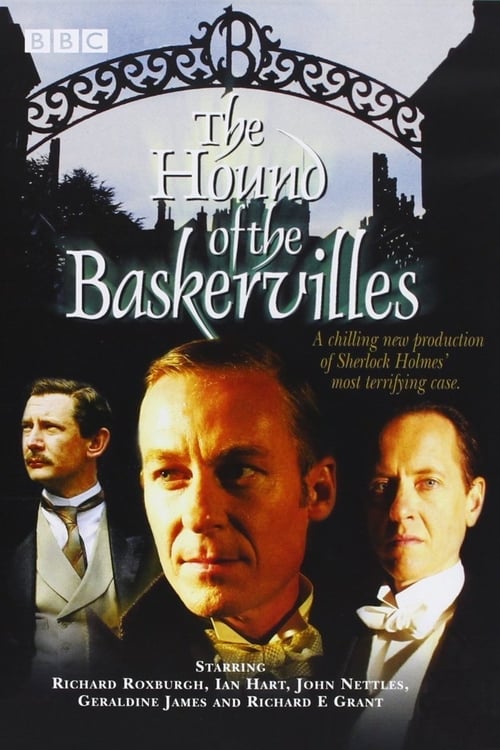 BBC
B
The
Hound
of the
Baskervilles
A chilling new production
of Sherlock Holmes'
most terrifying case.
STARRING
RICHARD ROXBURGH, IAN HART, JOHN NETTLES,
GERALDINE JAMES AND RICHARD E GRANT